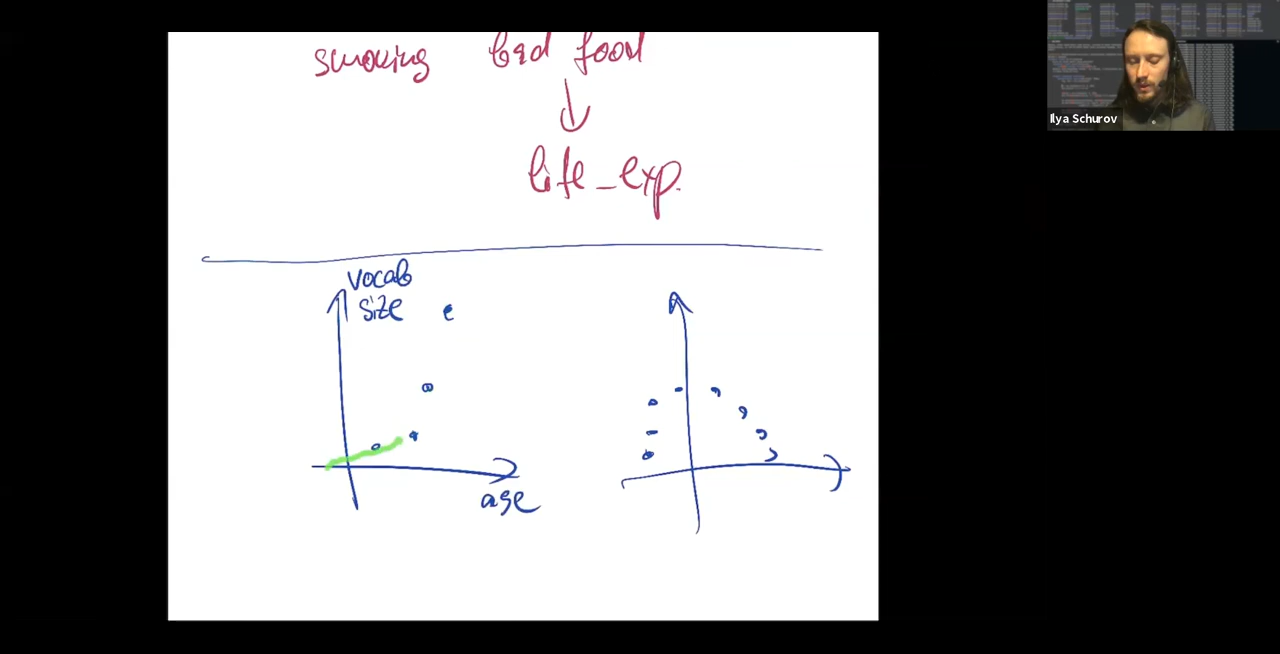 smoking bad food
life_exp.
vocab
size
age
Ilya Schurov